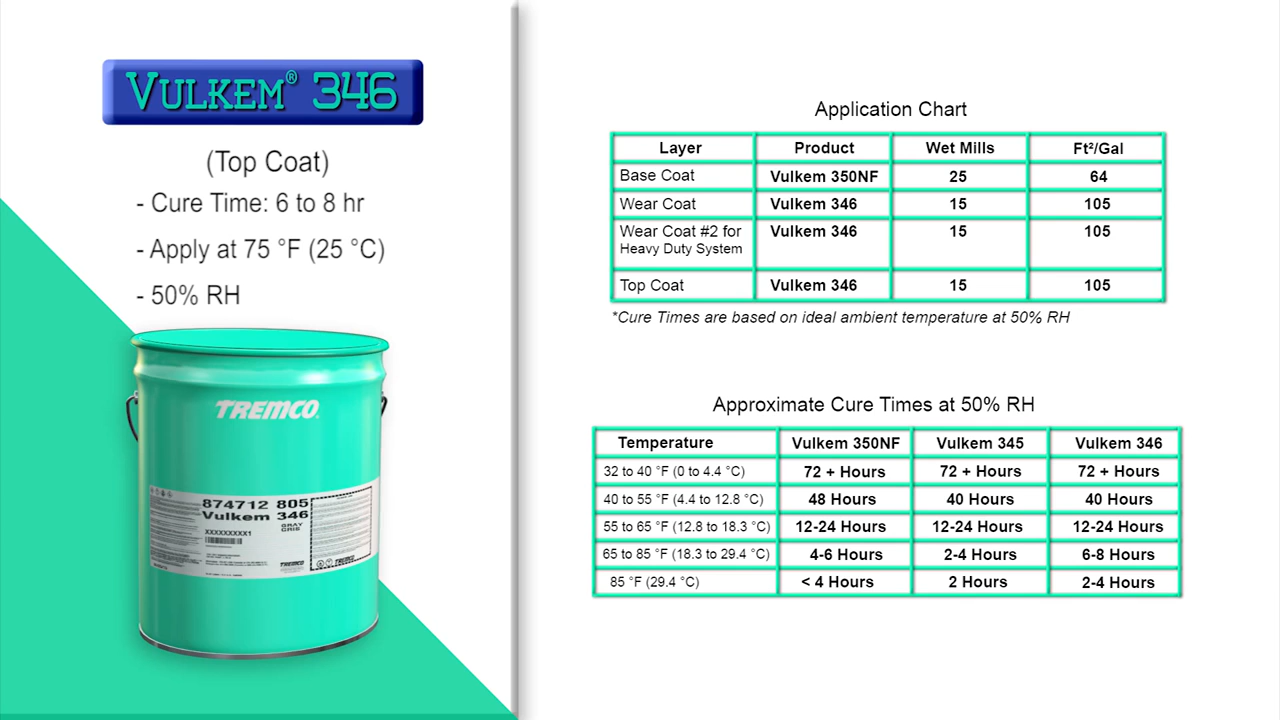 VULKEM® 346
(Top Coat)
- Cure Time: 6 to 8 hr
- Apply at 75 °F (25 °C)
- 50% RH
TREMCO
874712 805
Vulkem 346
GRAY
GRIS
XXXXXXXXX1
TREMCO
Application Chart
Layer Product Wet Mills Ft²/Gal
Base Coat Vulkem 350NF 25 64
Wear Coat Vulkem 346 15 105
Wear Coat #2 for Vulkem 346 15 105
Heavy Duty System
Top Coat Vulkem 346 15 105
*Cure Times are based on ideal ambient temperature at 50% RH
Approximate Cure Times at 50% RH
Temperature Vulkem 350NF Vulkem 345 Vulkem 346
32 to 40 °F (0 to 4.4 °C) 72 + Hours 72 + Hours 72 + Hours
40 to 55 °F (4.4 to 12.8 °C) 48 Hours 40 Hours 40 Hours
55 to 65 °F (12.8 to 18.3 °C) 12-24 Hours 12-24 Hours 12-24 Hours
65 to 85 °F (18.3 to 29.4 °C) 4-6 Hours 2-4 Hours 6-8 Hours
85 °F (29.4 °C) < 4 Hours 2 Hours 2-4 Hours